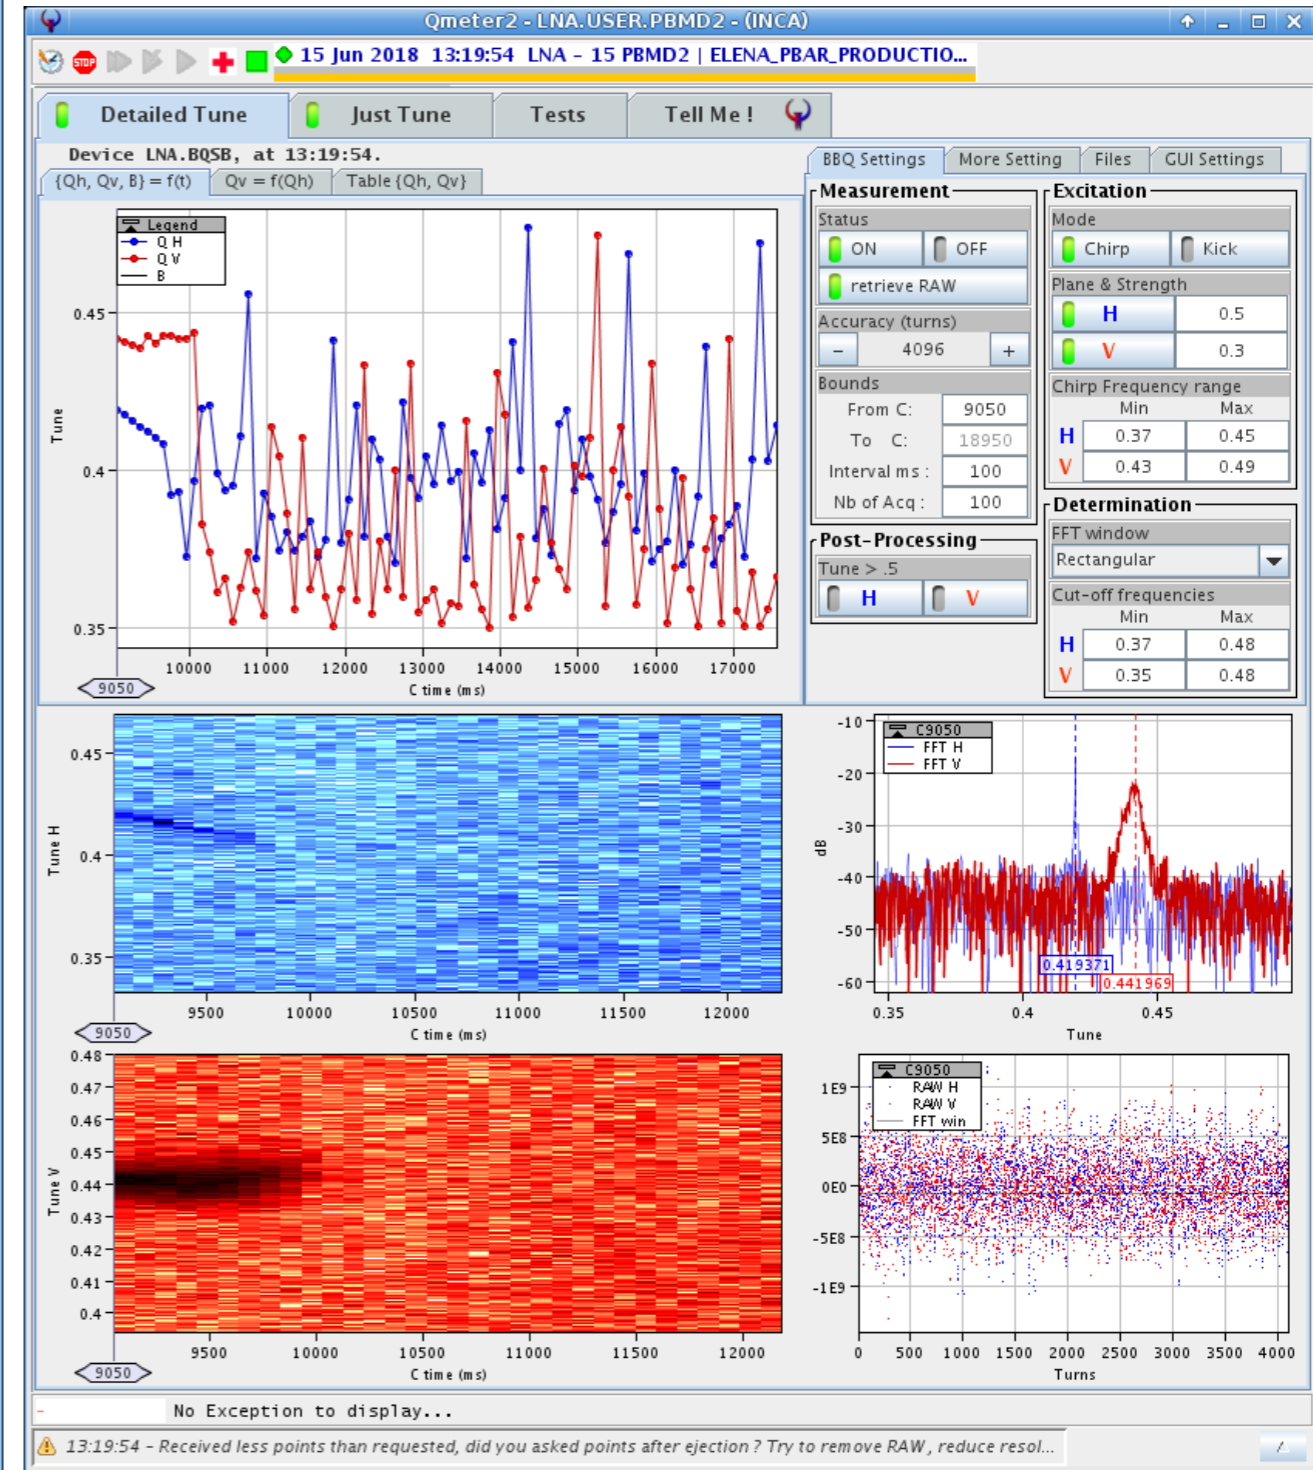 Qmeter2 - LNA.USER.PBMD2 - (INCA)
STOP
15 Jun 2018 13:19:54 LNA - 15 PBMD2 | ELENA_PBAR_PRODUCTIO...
Detailed Tune Just Tune Tests Tell Me !
Device LNA.BQSB, at 13:19:54.
{Qh, Qv, B} = f(t) Qv = f(Qh) Table {Qh, Qv}
Legend
Q H
Q V
B
0.45
0.4
0.35
Tune
10000 11000 12000 13000 14000 15000 16000 17000
9050
C time (ms)
BBQ Settings More Setting Files GUI Settings
Measurement
Status
ON OFF
retrieve RAW
Accuracy (turns)
- 4096 +
Bounds
From C: 9050
To C: 18950
Interval ms : 100
Nb of Acq : 100
Post-Processing
Tune > .5
H V
Excitation
Mode
Chirp Kick
Plane & Strength
H 0.5
V 0.3
Chirp Frequency range
Min Max
H 0.37 0.45
V 0.43 0.49
Determination
FFT window
Rectangular
Cut-off frequencies
Min Max
H 0.37 0.48
V 0.35 0.48
0.45
0.4
0.35
Tune H
9500 10000 10500 11000 11500 12000
9050
C time (ms)
-10
-20
-30
-40
-50
-60
dB
C9050
FFT H
FFT V
0.419371
0.441969
0.35 0.4 0.45
Tune
0.48
0.47
0.46
0.45
0.44
0.43
0.42
0.41
0.4
Tune V
9500 10000 10500 11000 11500 12000
9050
C time (ms)
1E9
5E8
0E0
-5E8
-1E9
C9050
RAW H
RAW V
FFT win
0 500 1000 1500 2000 2500 3000 3500 4000
Turns
- No Exception to display...
13:19:54 - Received less points than requested, did you asked points after ejection ? Try to remove RAW, reduce resol...